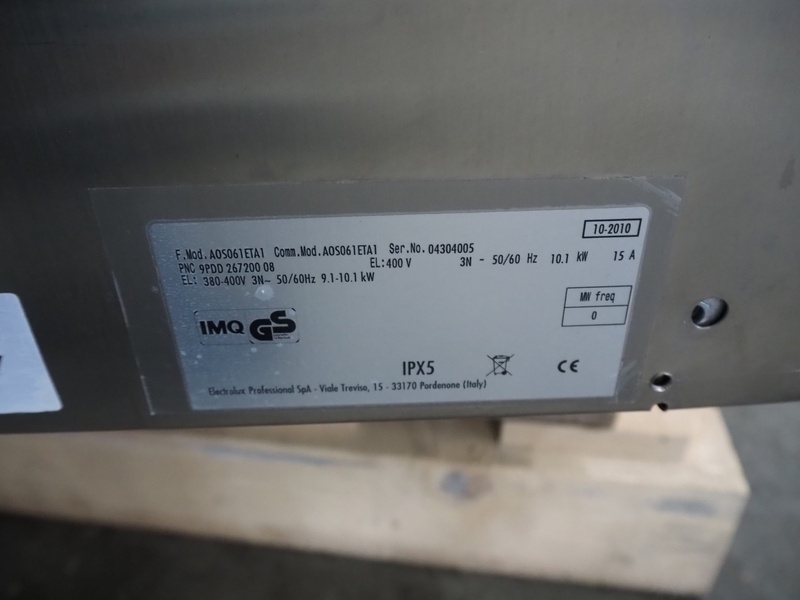 10-2010
F.Mod. AOS061ETA1 Comm.Mod. AOS061ETA1 Ser.No. 04304005
PNC 9PDD 267200 08 EL: 400 V 3N ~ 50/60 Hz 10.1 kW 15 A
EL: 380-400V 3N~ 50/60Hz 9.1-10.1 kW
MW freq
0
IMQ GS
IPX5 CE
Electrolux Professional SpA - Viale Treviso, 15 - 33170 Pordenone (Italy)